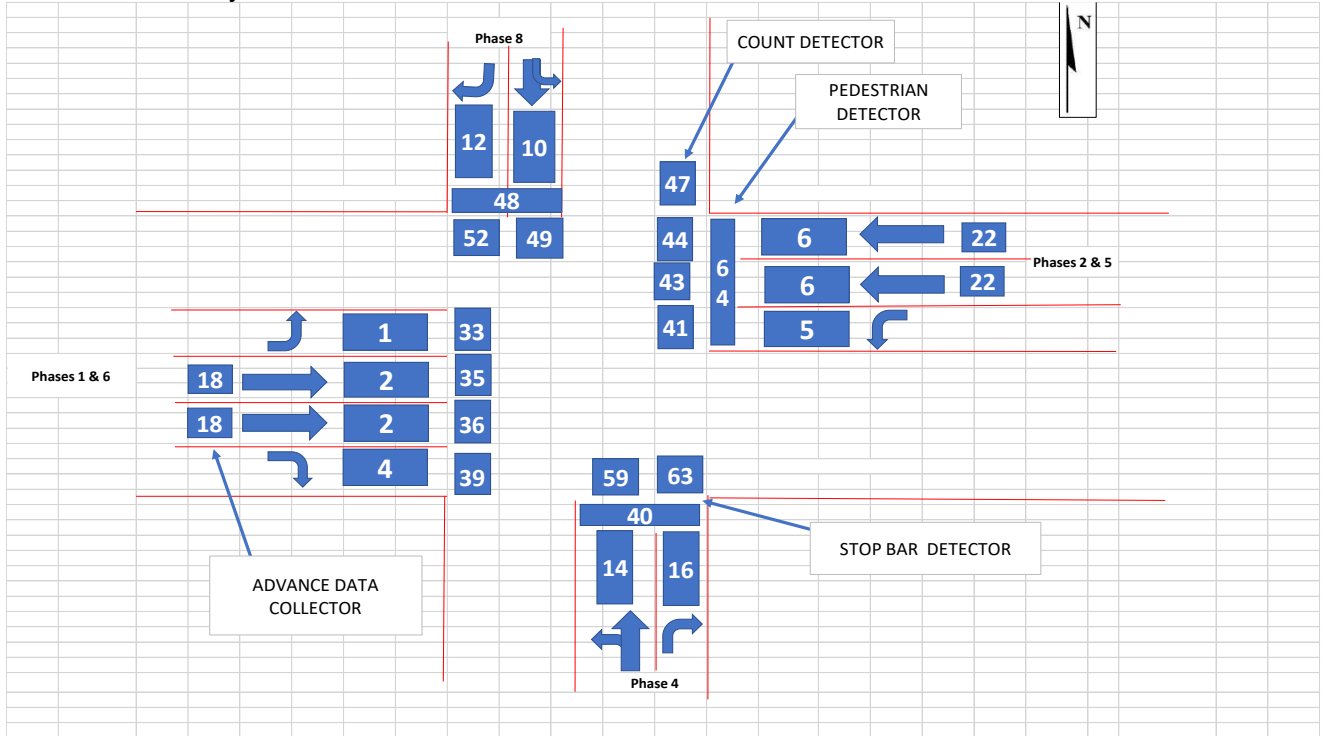 Phase 8
N
COUNT DETECTOR
PEDESTRIAN
DETECTOR
12
10
47
48
52
49
44
6
22
6
4
43
6
22
Phases 2 & 5
41
5
1
33
Phases 1 & 6
18
2
35
18
2
36
4
39
59
63
40
STOP BAR DETECTOR
14
16
ADVANCE DATA
COLLECTOR
Phase 4